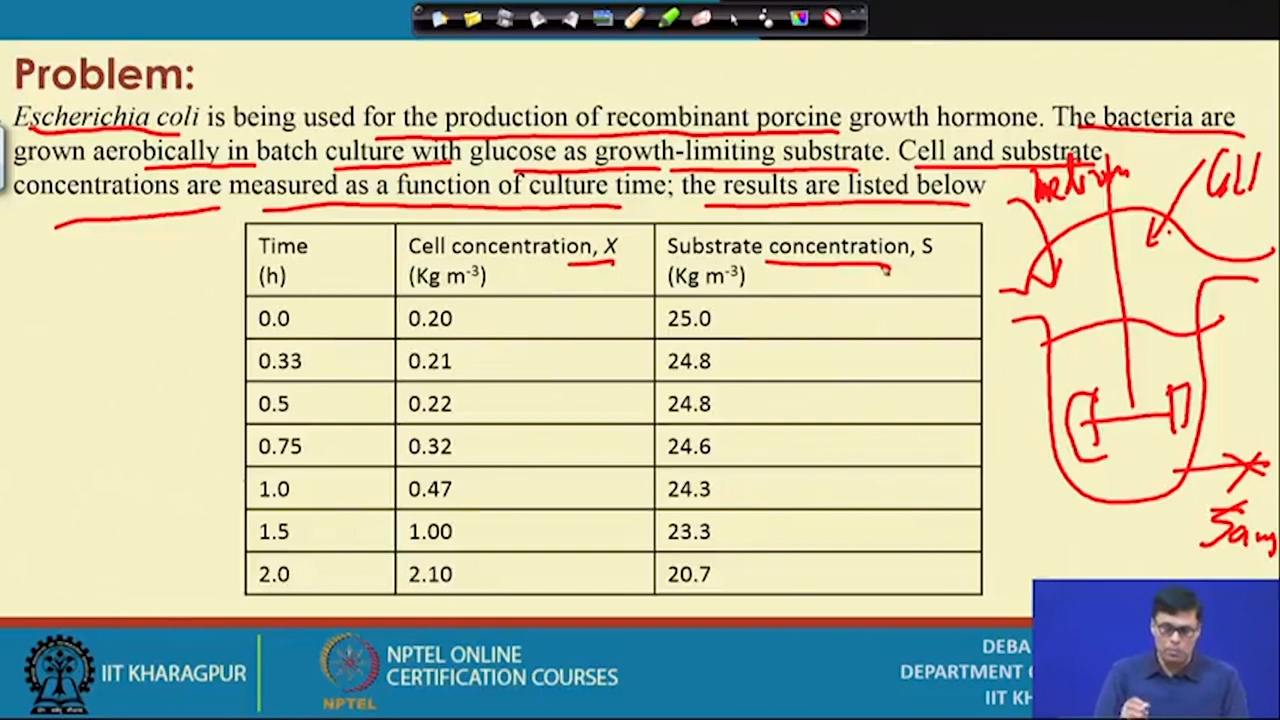 Problem:
Escherichia coli is being used for the production of recombinant porcine growth hormone. The bacteria are
grown aerobically in batch culture with glucose as growth-limiting substrate. Cell and substrate
concentrations are measured as a function of culture time; the results are listed below
medium
Cell
Time (h) Cell concentration, X (Kg m-3) Substrate concentration, S (Kg m-3)
0.0 0.20 25.0
0.33 0.21 24.8
0.5 0.22 24.8
0.75 0.32 24.6
1.0 0.47 24.3
1.5 1.00 23.3
2.0 2.10 20.7
IIT KHARAGPUR
NPTEL
NPTEL ONLINE
CERTIFICATION COURSES
DEBA
DEPARTMENT
IIT KH